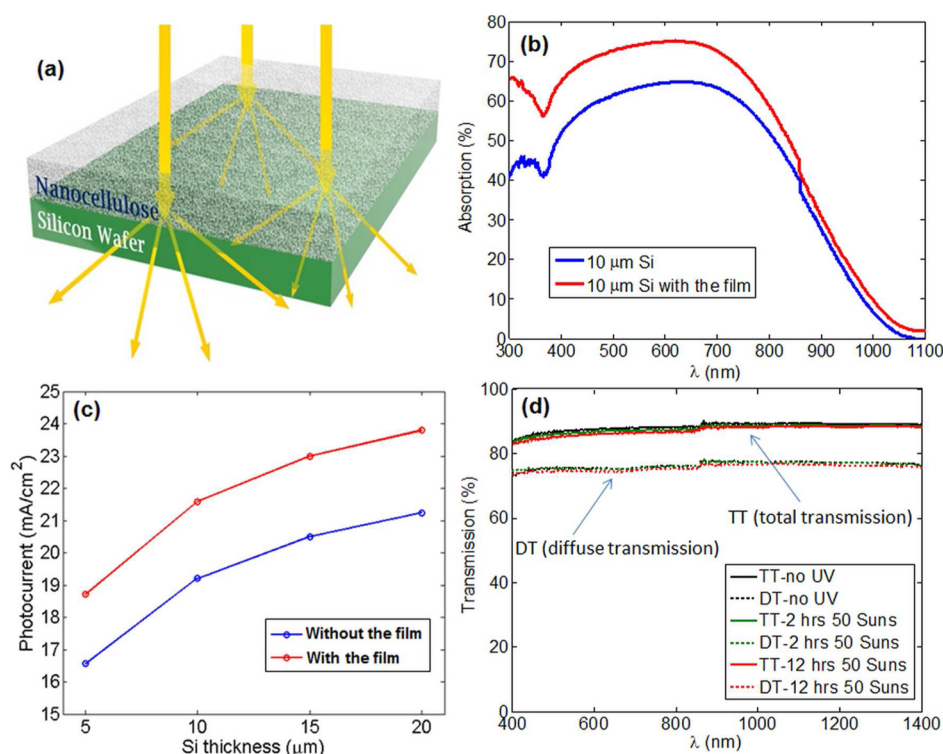 (a)
Nanocellulose
Silicon Wafer
(b)
Absorption (%)
80
70
60
50
40
30
20
10
0
10 μm Si
10 μm Si with the film
300 400 500 600 700 800 900 1000 1100
λ (nm)
(c)
Photocurrent (mA/cm²)
25
24
23
22
21
20
19
18
17
16
15
Without the film
With the film
5 10 15 20
Si thickness (μm)
(d)
Transmission (%)
100
80
60
40
20
0
TT (total transmission)
DT (diffuse transmission)
TT-no UV
DT-no UV
TT-2 hrs 50 Suns
DT-2 hrs 50 Suns
TT-12 hrs 50 Suns
DT-12 hrs 50 Suns
400 600 800 1000 1200 1400
λ (nm)